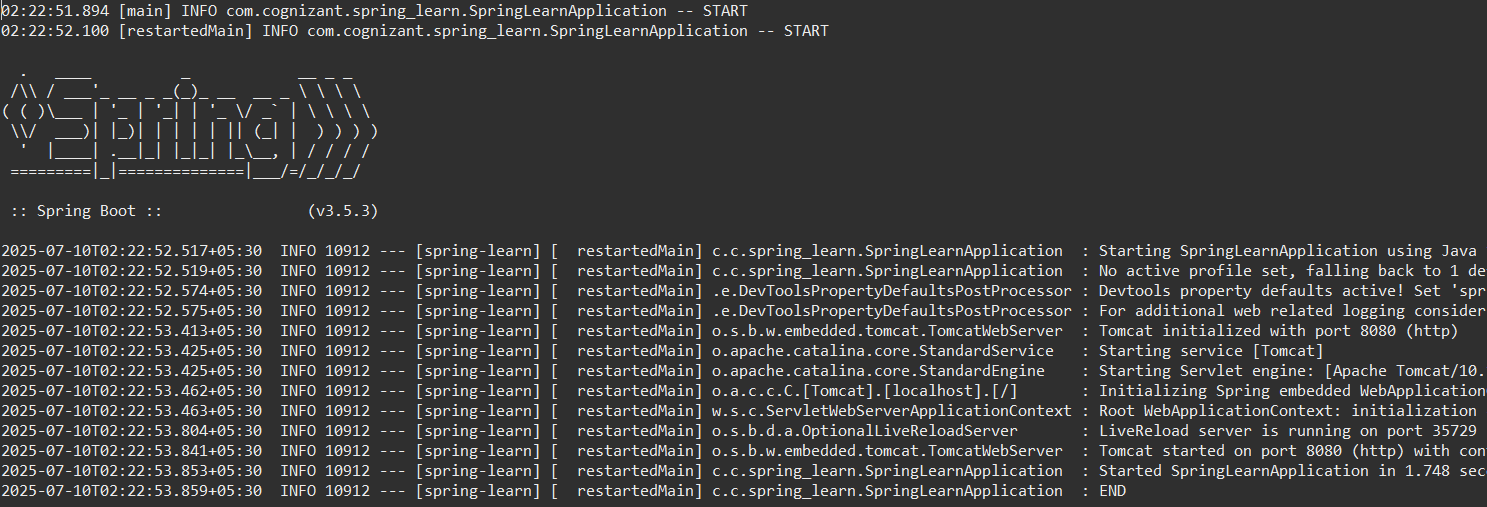 02:22:51.894 [main] INFO com.cognizant.spring_learn.SpringLearnApplication -- START
02:22:52.100 [restartedMain] INFO com.cognizant.spring_learn.SpringLearnApplication -- START

  .   ____          _            __ _ _
 /\\ / ___'_ __ _ _(_)_ __  __ _ \ \ \ \
( ( )\___ | '_ | '_| | '_ \/ _` | \ \ \ \
 \\/  ___)| |_)| | | | | || (_| |  ) ) ) )
  '  |____| .__|_| |_|_| |_\__, | / / / /
 =========|_|==============|___/=/_/_/_/

 :: Spring Boot ::                (v3.5.3)

2025-07-10T02:22:52.517+05:30  INFO 10912 --- [spring-learn] [  restartedMain] c.c.spring_learn.SpringLearnApplication  : Starting SpringLearnApplication using Java
2025-07-10T02:22:52.519+05:30  INFO 10912 --- [spring-learn] [  restartedMain] c.c.spring_learn.SpringLearnApplication  : No active profile set, falling back to 1 de
2025-07-10T02:22:52.574+05:30  INFO 10912 --- [spring-learn] [  restartedMain] .e.DevToolsPropertyDefaultsPostProcessor : Devtools property defaults active! Set 'spr
2025-07-10T02:22:52.575+05:30  INFO 10912 --- [spring-learn] [  restartedMain] .e.DevToolsPropertyDefaultsPostProcessor : For additional web related logging consider
2025-07-10T02:22:53.413+05:30  INFO 10912 --- [spring-learn] [  restartedMain] o.s.b.w.embedded.tomcat.TomcatWebServer  : Tomcat initialized with port 8080 (http)
2025-07-10T02:22:53.425+05:30  INFO 10912 --- [spring-learn] [  restartedMain] o.apache.catalina.core.StandardService   : Starting service [Tomcat]
2025-07-10T02:22:53.425+05:30  INFO 10912 --- [spring-learn] [  restartedMain] o.apache.catalina.core.StandardEngine    : Starting Servlet engine: [Apache Tomcat/10.
2025-07-10T02:22:53.462+05:30  INFO 10912 --- [spring-learn] [  restartedMain] o.a.c.c.C.[Tomcat].[localhost].[/]       : Initializing Spring embedded WebApplication
2025-07-10T02:22:53.463+05:30  INFO 10912 --- [spring-learn] [  restartedMain] w.s.c.ServletWebServerApplicationContext : Root WebApplicationContext: initialization
2025-07-10T02:22:53.804+05:30  INFO 10912 --- [spring-learn] [  restartedMain] o.s.b.d.a.OptionalLiveReloadServer       : LiveReload server is running on port 35729
2025-07-10T02:22:53.841+05:30  INFO 10912 --- [spring-learn] [  restartedMain] o.s.b.w.embedded.tomcat.TomcatWebServer  : Tomcat started on port 8080 (http) with con
2025-07-10T02:22:53.853+05:30  INFO 10912 --- [spring-learn] [  restartedMain] c.c.spring_learn.SpringLearnApplication  : Started SpringLearnApplication in 1.748 sec
2025-07-10T02:22:53.859+05:30  INFO 10912 --- [spring-learn] [  restartedMain] c.c.spring_learn.SpringLearnApplication  : END